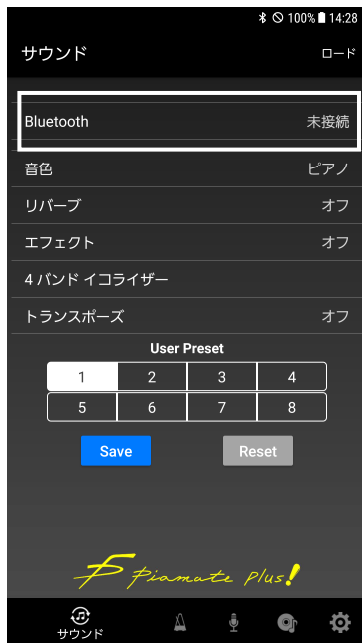 100% 14:28
サウンド ロード
Bluetooth 未接続
音色 ピアノ
リバーブ オフ
エフェクト オフ
4 バンド イコライザー
トランスポーズ オフ
User Preset
1 2 3 4
5 6 7 8
Save Reset
Piamate Plus!
サウンド